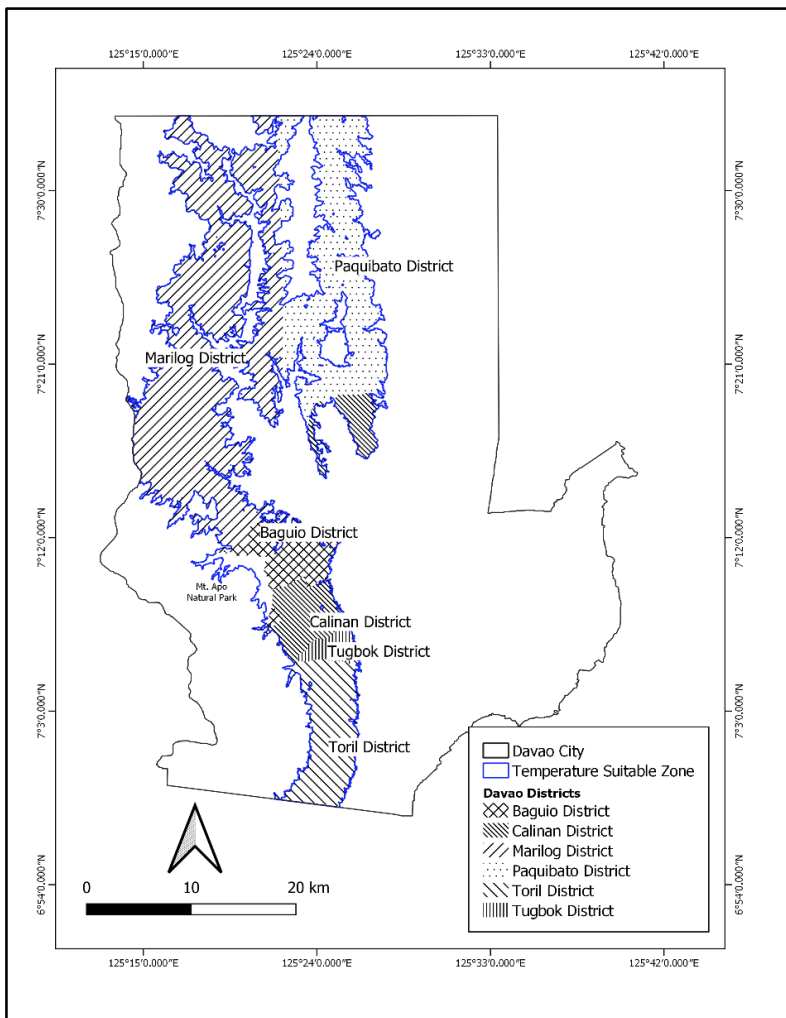 125°15′0.000″E 125°24′0.000″E 125°33′0.000″E 125°42′0.000″E
7°30′0.000″N
7°30′0.000″N
Paquibato District
Marilog District
7°21′0.000″N
7°21′0.000″N
Baguio District
7°12′0.000″N
7°12′0.000″N
Mt. Apo
Natural Park
Calinan District
Tugbok District
7°3′0.000″N
7°3′0.000″N
Toril District
Davao City
Temperature Suitable Zone
Davao Districts
Baguio District
Calinan District
Marilog District
Paquibato District
Toril District
Tugbok District
6°54′0.000″N
6°54′0.000″N
0 10 20 km
125°15′0.000″E 125°24′0.000″E 125°33′0.000″E 125°42′0.000″E